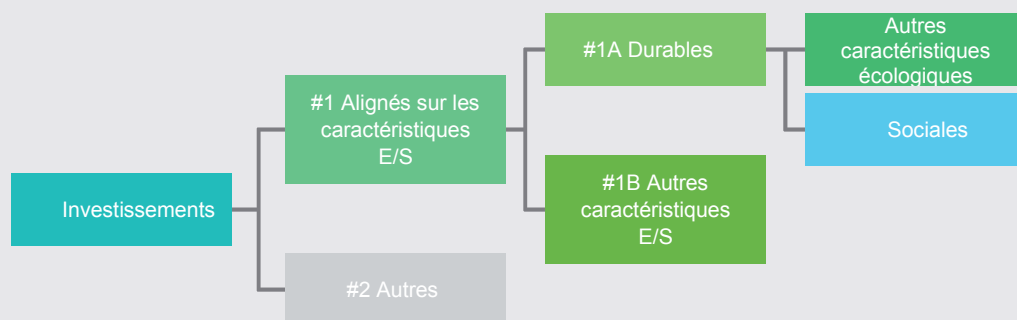 Investissements
#1 Alignés sur les
caractéristiques
E/S
#2 Autres
#1A Durables
#1B Autres
caractéristiques
E/S
Autres
caractéristiques
écologiques
Sociales